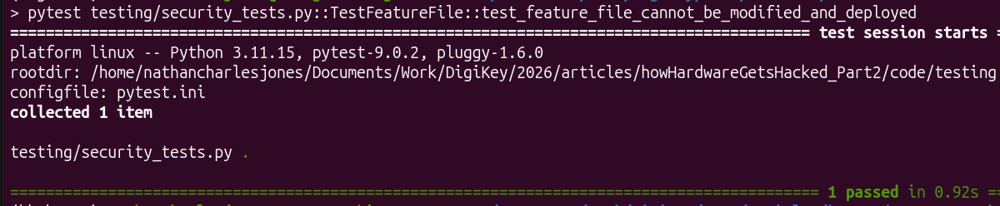 > pytest testing/security_tests.py::TestFeatureFile::test_feature_file_cannot_be_modified_and_deployed
=========================================================================================== test session starts =
platform linux -- Python 3.11.15, pytest-9.0.2, pluggy-1.6.0
rootdir: /home/nathancharlesjones/Documents/Work/DigiKey/2026/articles/howHardwareGetsHacked_Part2/code/testing
configfile: pytest.ini
collected 1 item
testing/security_tests.py .
============================================================================================ 1 passed in 0.92s ==